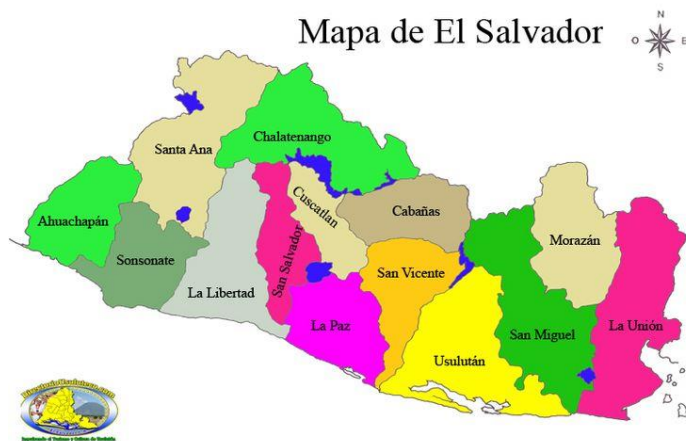 Mapa de El Salvador
N
O
E
S
Chalatenango
Santa Ana
Cuscatlan
Cabañas
Ahuachapán
Morazán
Sonsonate
San Salvador
San Vicente
La Libertad
La Paz
San Miguel
La Unión
Usulután